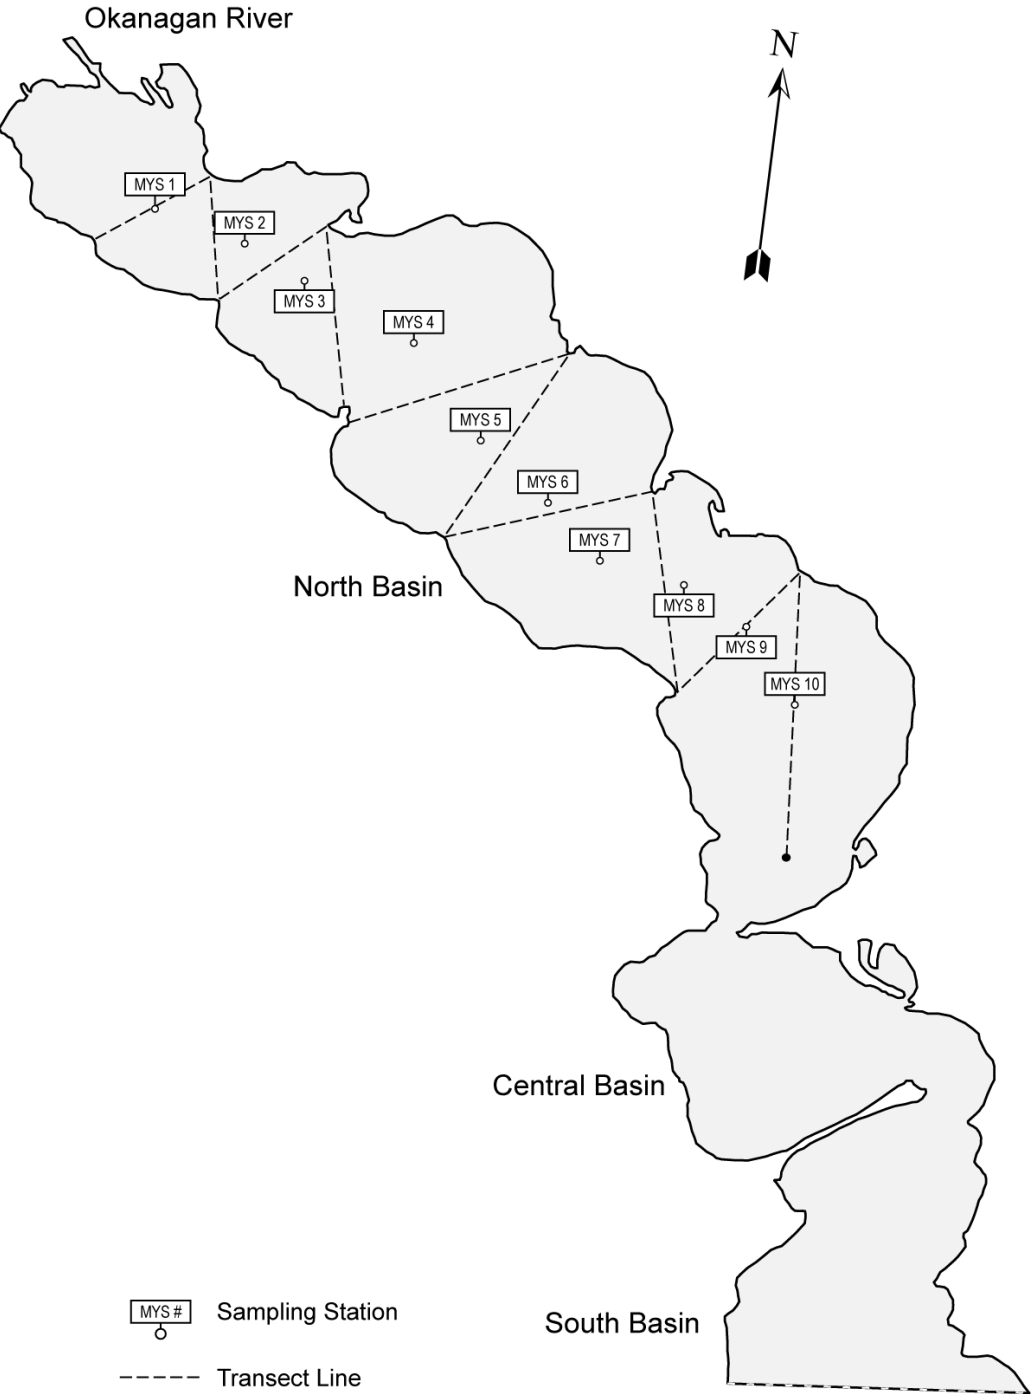 Okanagan River
N
MYS 1
MYS 2
MYS 3
MYS 4
MYS 5
MYS 6
MYS 7
North Basin
MYS 8
MYS 9
MYS 10
Central Basin
MYS # Sampling Station
South Basin
Transect Line